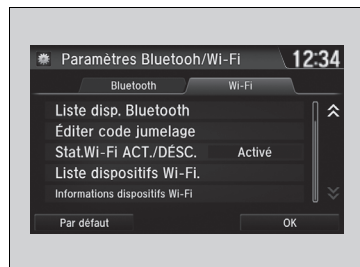 Paramètres Bluetooh/Wi-Fi 12:34
Bluetooth Wi-Fi
Liste disp. Bluetooth
Éditer code jumelage
Stat.Wi-Fi ACT./DÉSC. Activé
Liste dispositifs Wi-Fi.
Informations dispositifs Wi-Fi
Par défaut OK